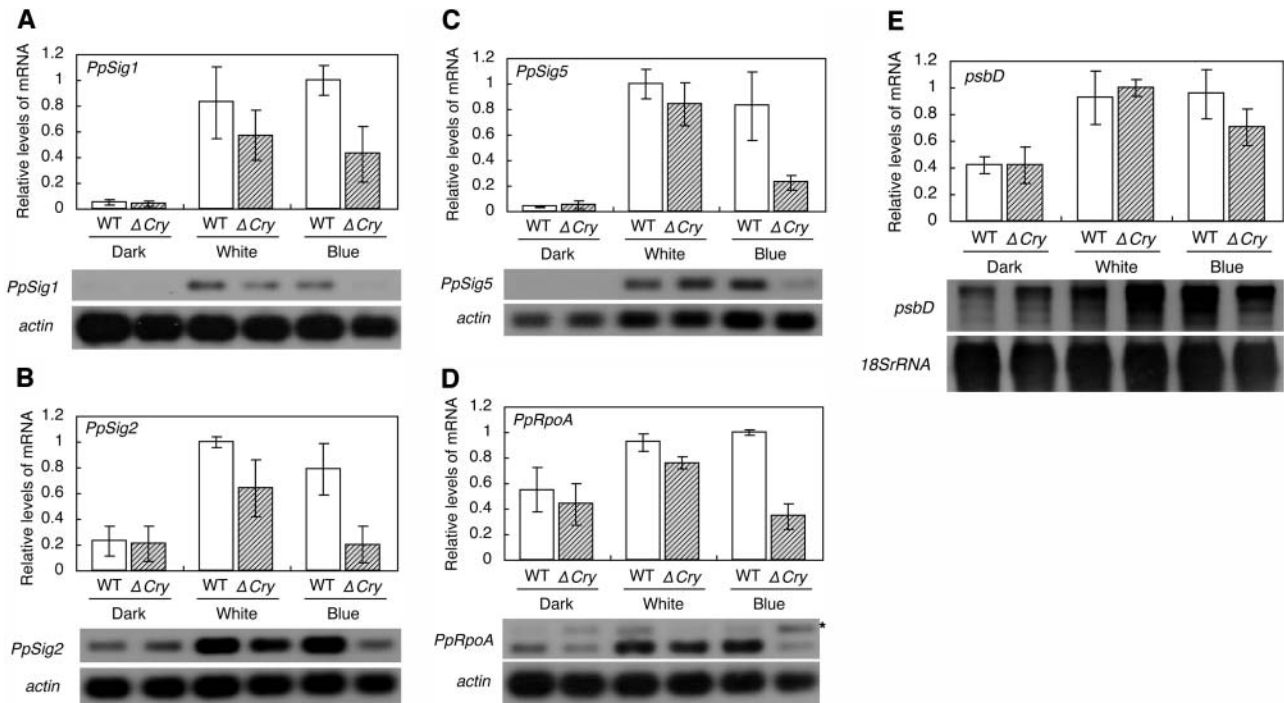 A
Relative levels of mRNA
1.2
1
0.8
0.6
0.4
0.2
0
PpSig1
WT ΔCry WT ΔCry WT ΔCry
Dark White Blue
PpSig1
actin
B
Relative levels of mRNA
1.2
1
0.8
0.6
0.4
0.2
0
PpSig2
WT ΔCry WT ΔCry WT ΔCry
Dark White Blue
PpSig2
actin
C
Relative levels of mRNA
1.2
1
0.8
0.6
0.4
0.2
0
PpSig5
WT ΔCry WT ΔCry WT ΔCry
Dark White Blue
PpSig5
actin
D
Relative levels of mRNA
1.2
1
0.8
0.6
0.4
0.2
0
PpRpoA
WT ΔCry WT ΔCry WT ΔCry
Dark White Blue
PpRpoA *
actin
E
Relative levels of mRNA
1.2
1
0.8
0.6
0.4
0.2
0
psbD
WT ΔCry WT ΔCry WT ΔCry
Dark White Blue
psbD
18SrRNA